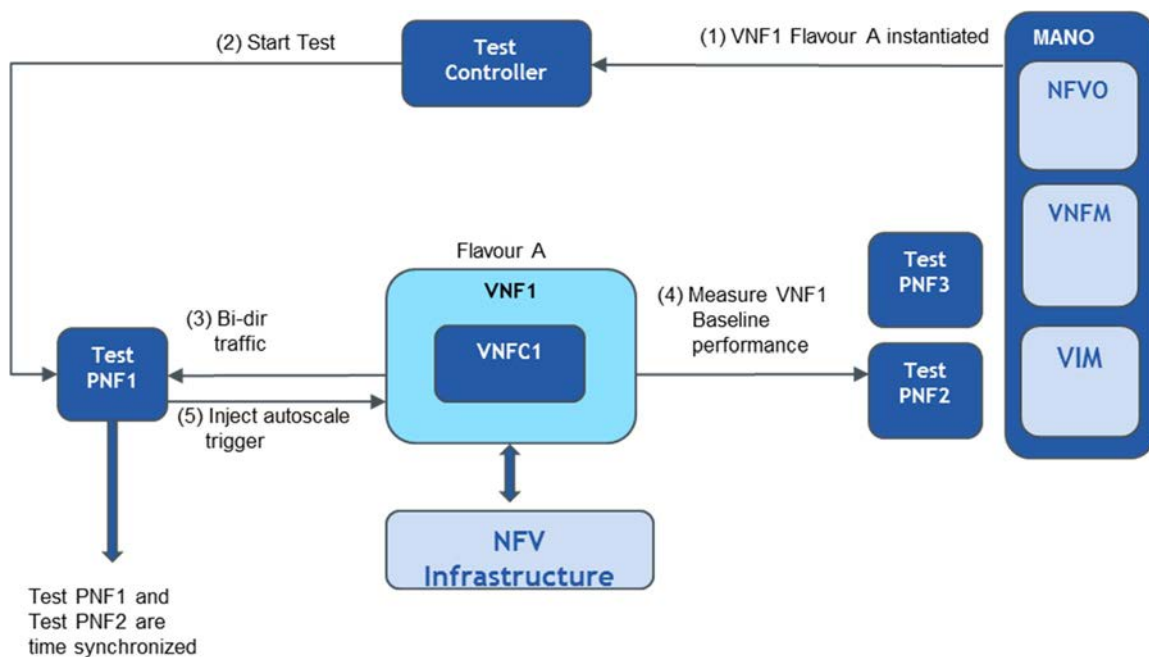 (2) Start Test
Test
Controller
(1) VNF1 Flavour A instantiated
MANO
NFVO
VNFM
VIM
Flavour A
VNF1
VNFC1
(3) Bi-dir
traffic
Test
PNF1
(5) Inject autoscale
trigger
(4) Measure VNF1
Baseline
performance
Test
PNF3
Test
PNF2
NFV
Infrastructure
Test PNF1 and
Test PNF2 are
time synchronized